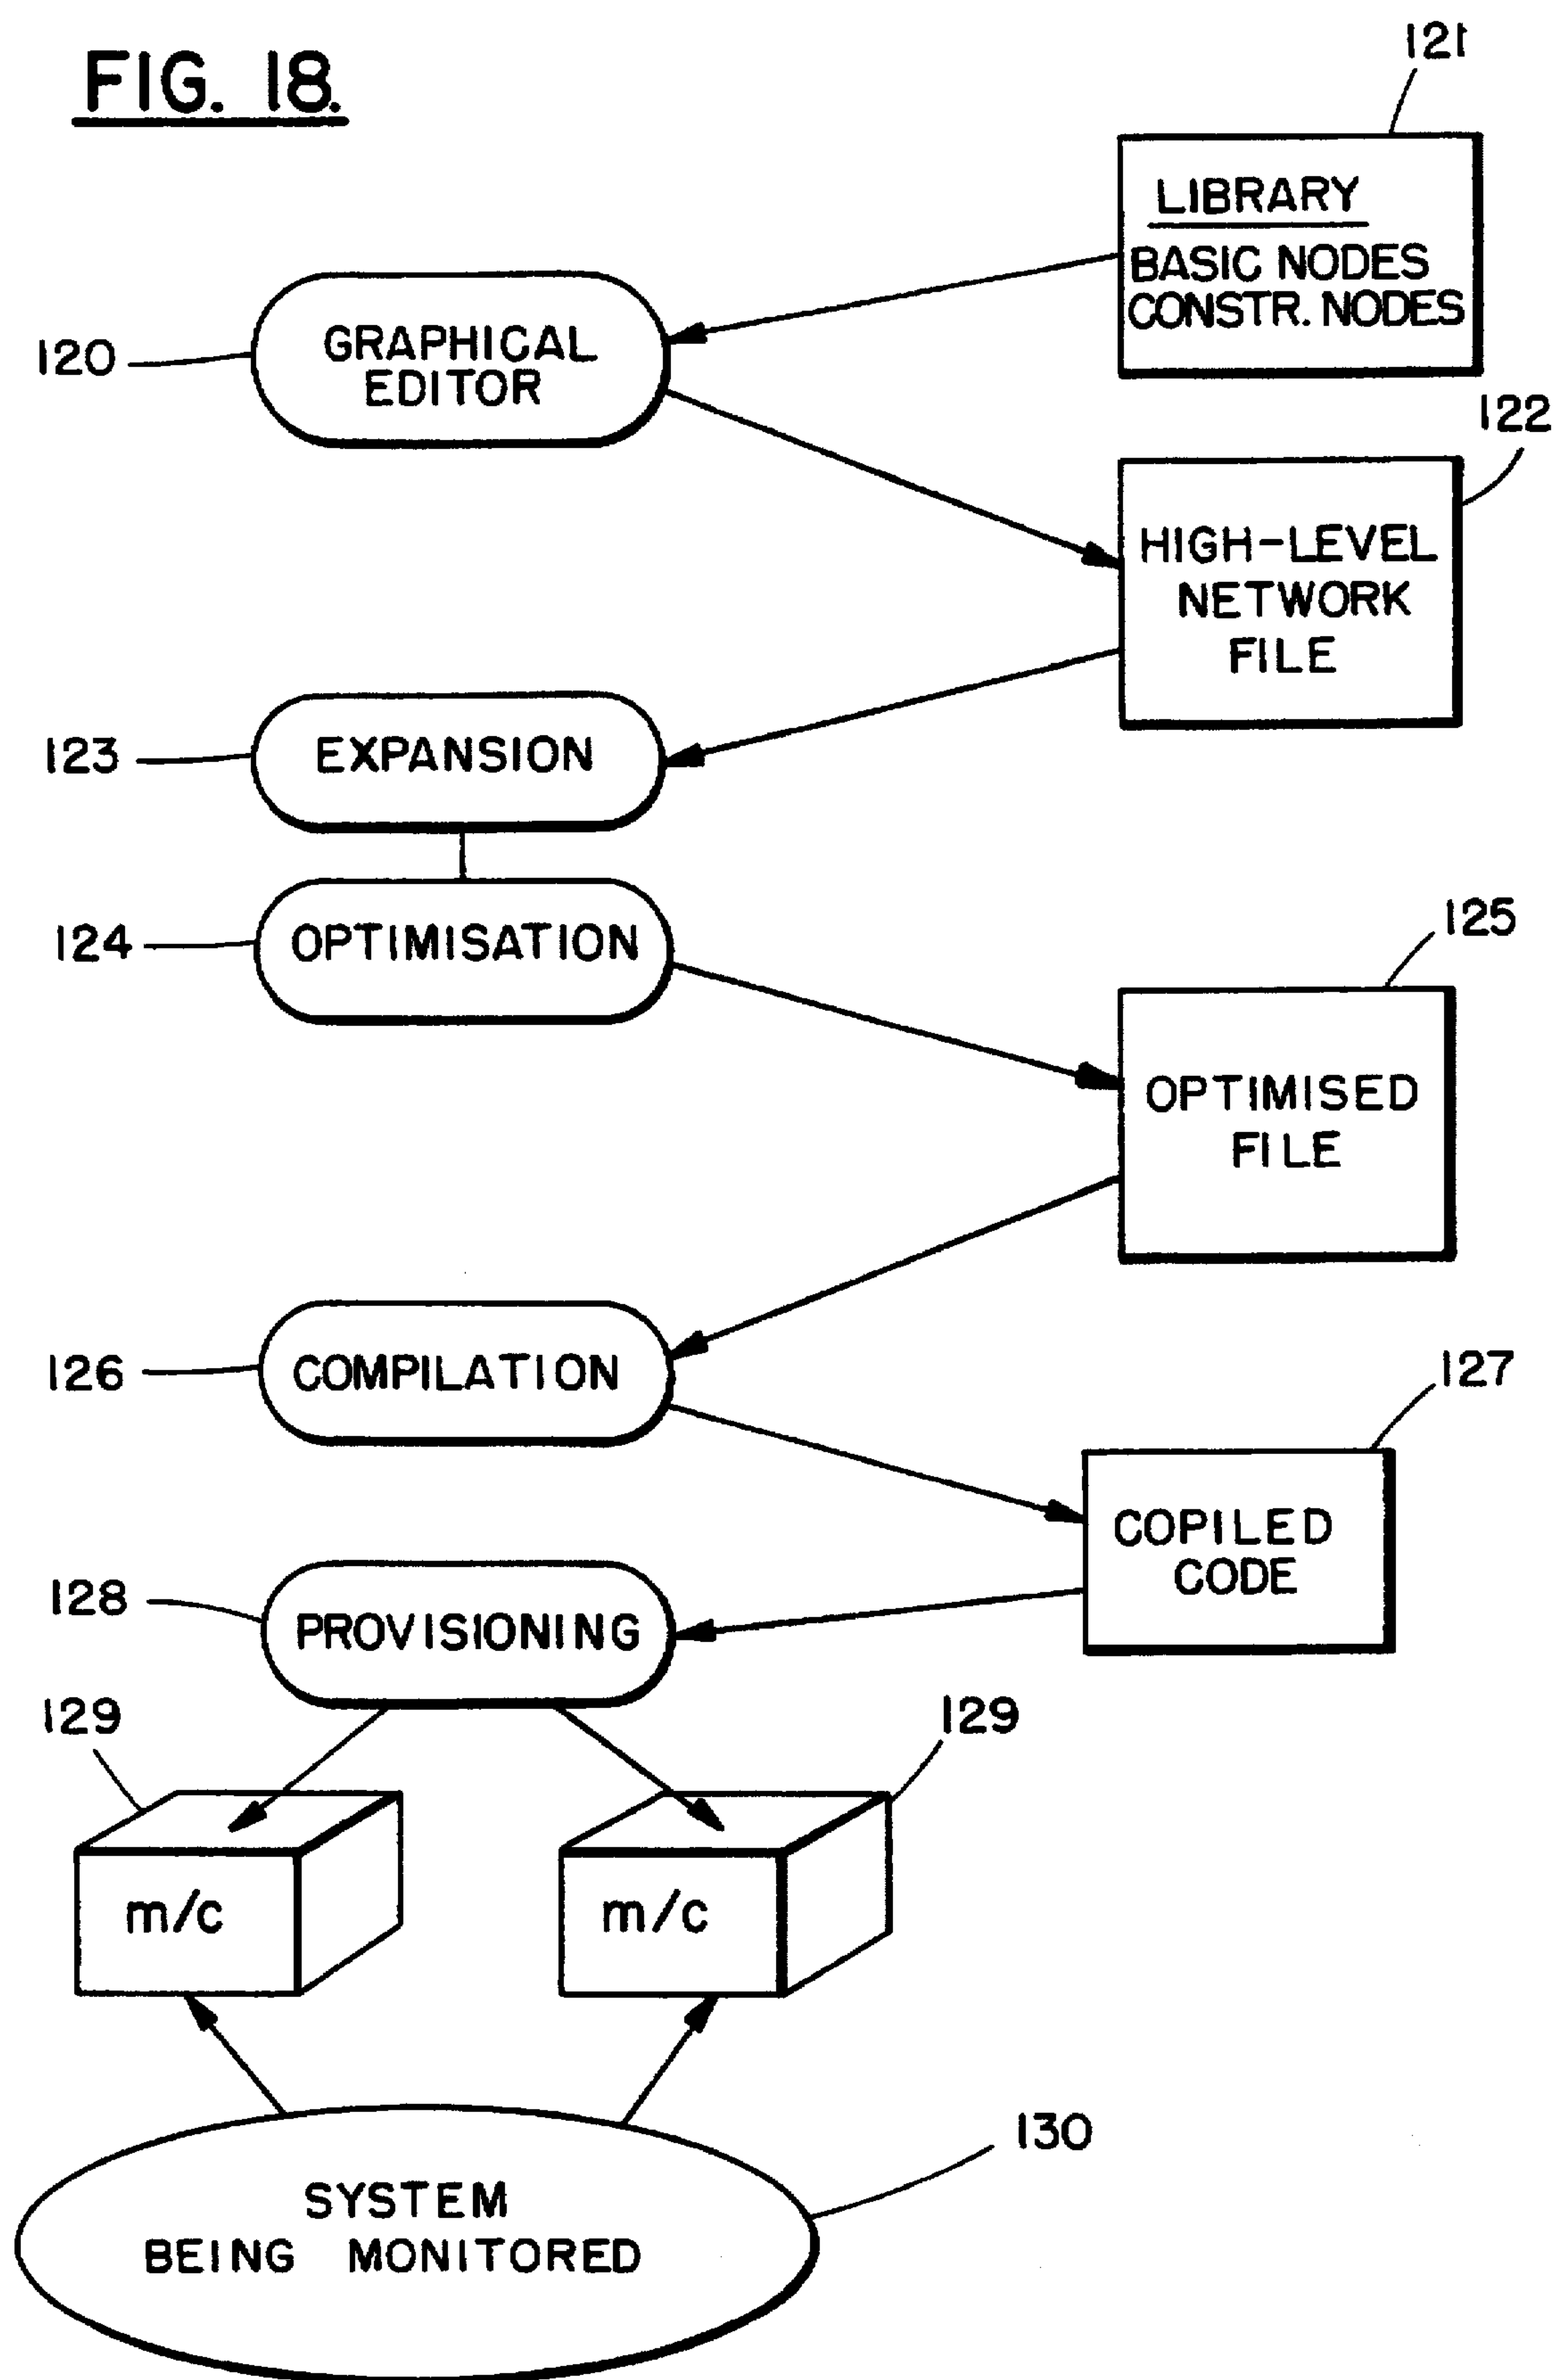 FIG. 18.
121
LIBRARY
BASIC NODES
CONSTR. NODES
120
GRAPHICAL
EDITOR
122
HIGH-LEVEL
NETWORK
FILE
123
EXPANSION
124
OPTIMISATION
125
OPTIMISED
FILE
126
COMPILATION
127
COPILED
CODE
128
PROVISIONING
129
129
m/c
m/c
130
SYSTEM
BEING MONITORED